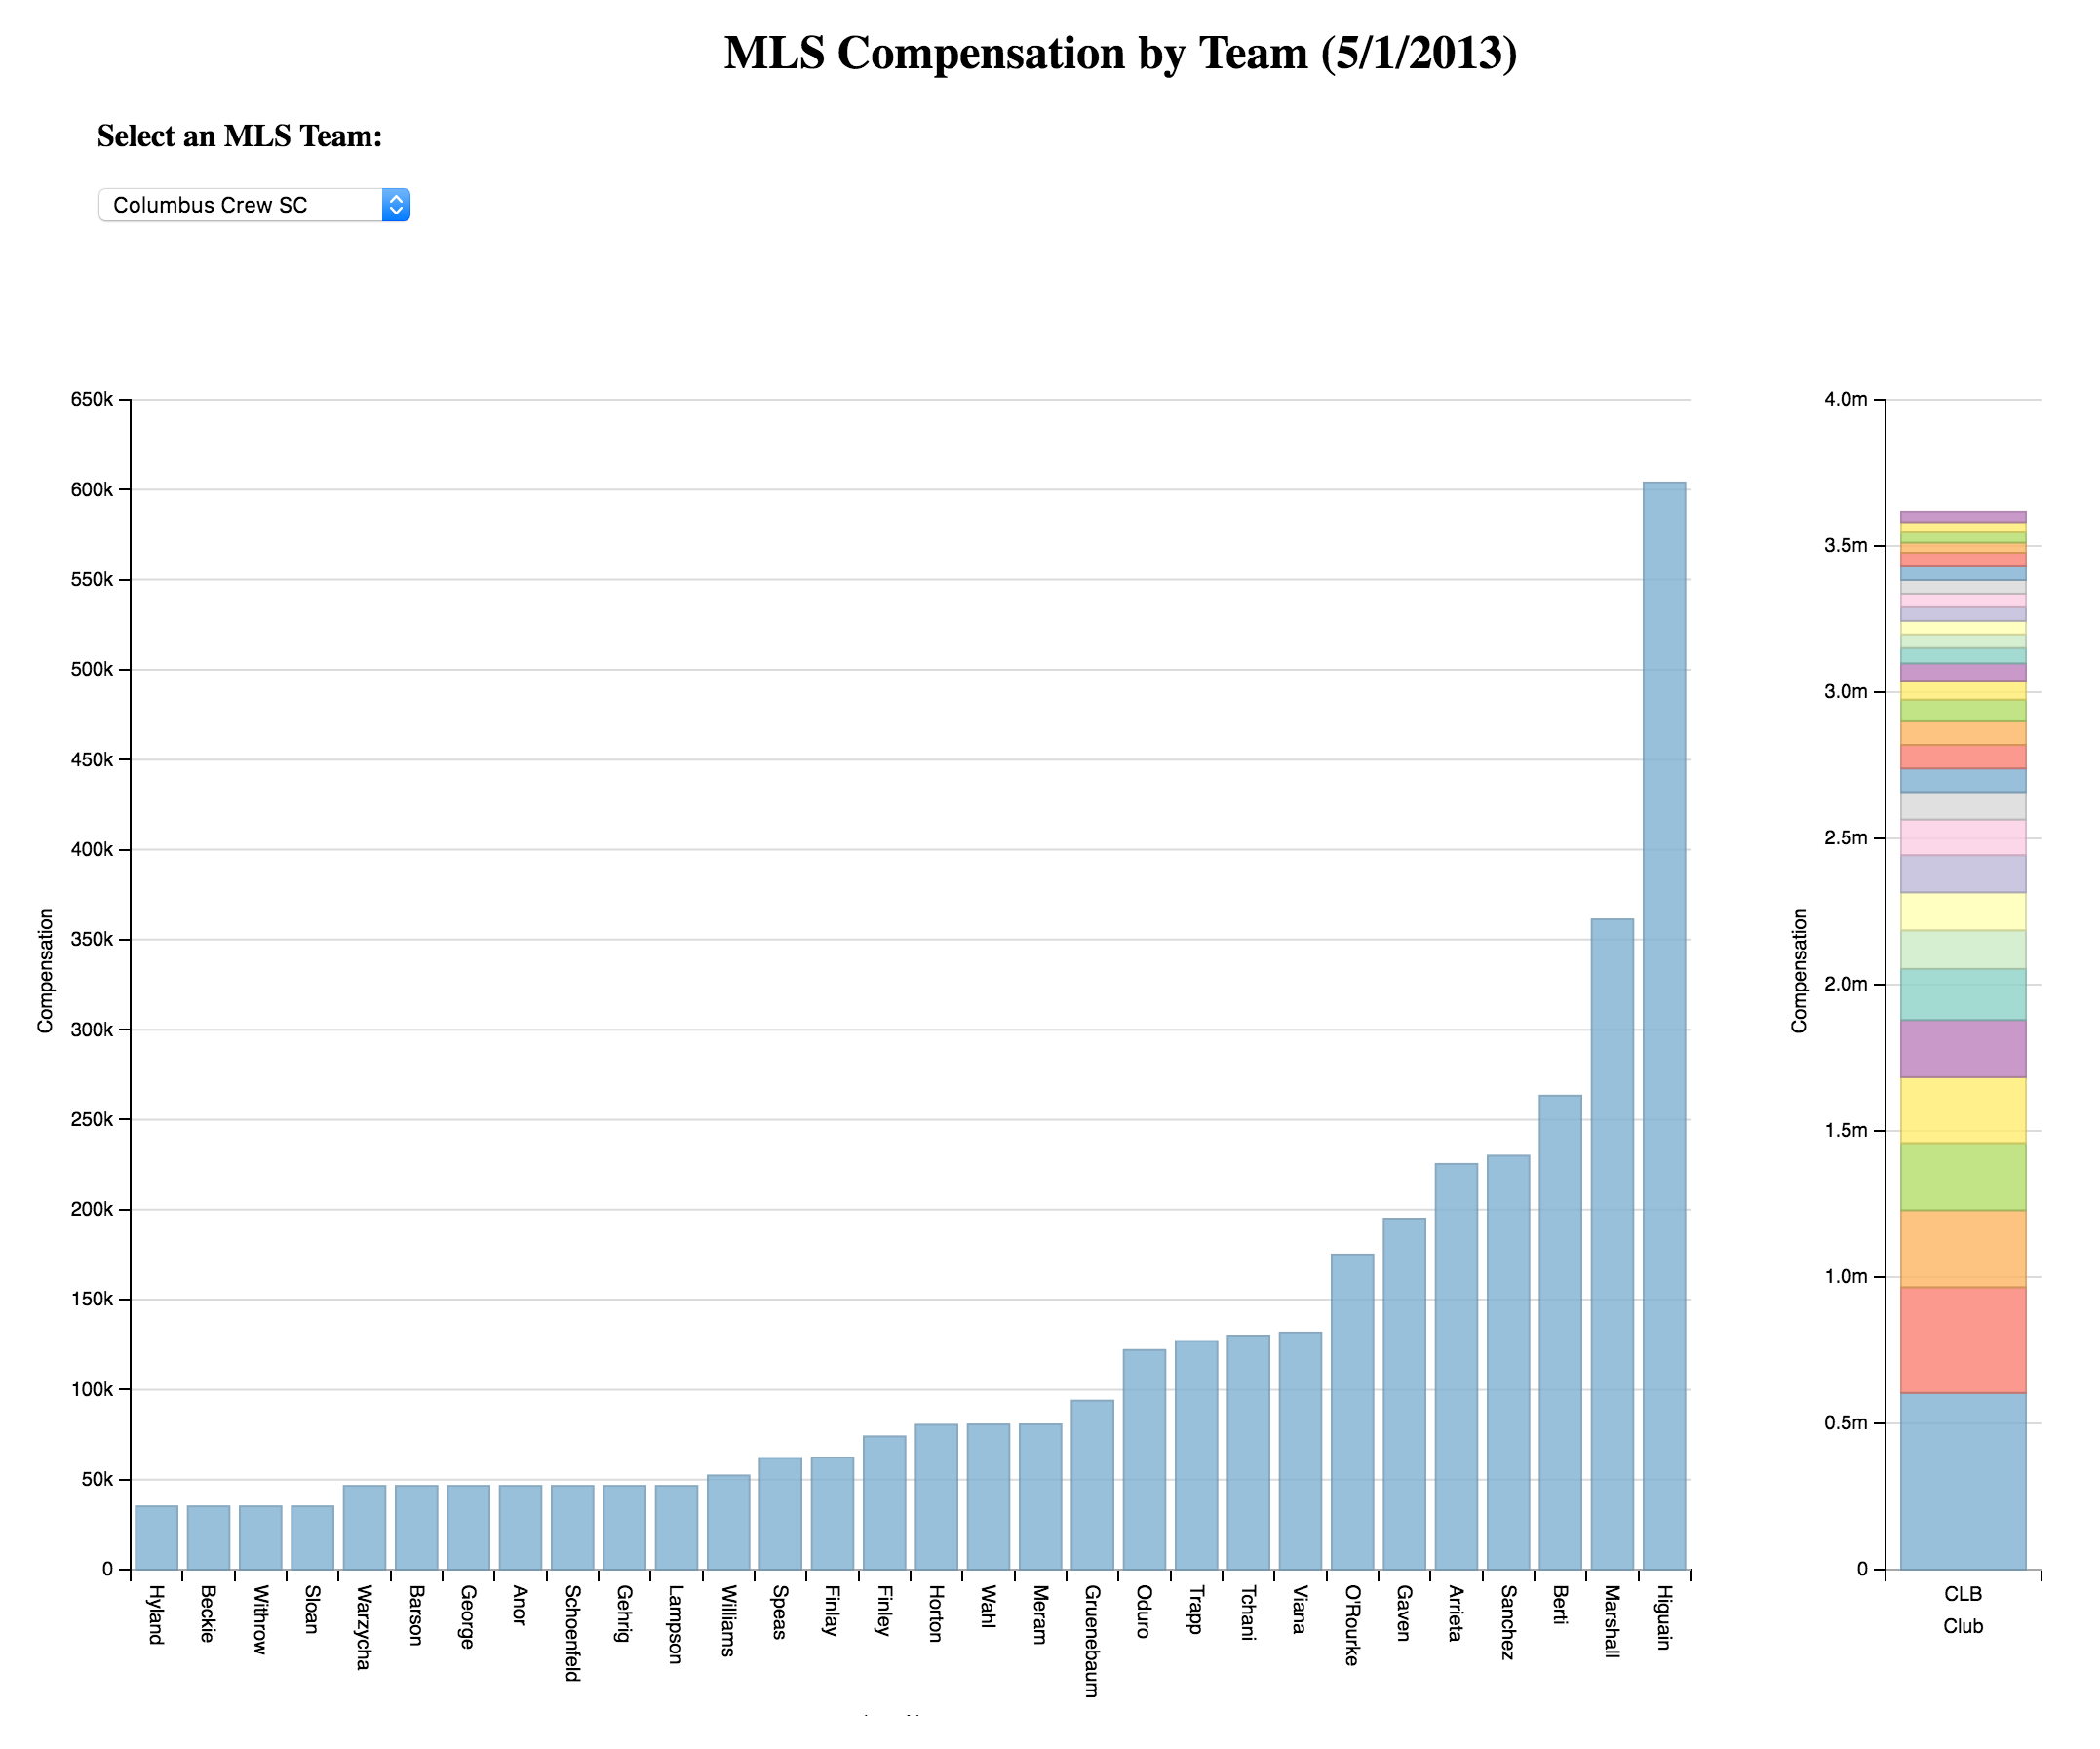 MLS Compensation by Team (5/1/2013)
Select an MLS Team:
Columbus Crew SC
650k
600k
550k
500k
450k
400k
350k
300k
250k
200k
150k
100k
50k
0
Compensation
Hyland
Beckie
Withrow
Sloan
Warzycha
Barson
George
Anor
Schoenfeld
Gehrig
Lampson
Williams
Speas
Finlay
Finley
Horton
Wahl
Meram
Gruenebaum
Oduro
Trapp
Tchani
Viana
O'Rourke
Gaven
Arrieta
Sanchez
Berti
Marshall
Higuain
4.0m
3.5m
3.0m
2.5m
2.0m
1.5m
1.0m
0.5m
0
Compensation
CLB
Club